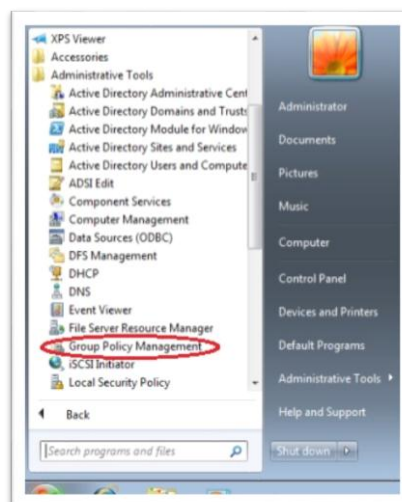 XPS Viewer
Accessories
Administrative Tools
Active Directory Administrative Cent
Active Directory Domains and Trusts
Active Directory Module for Window
Active Directory Sites and Services
Active Directory Users and Compute
ADSI Edit
Component Services
Computer Management
Data Sources (ODBC)
DFS Management
DHCP
DNS
Event Viewer
File Server Resource Manager
Group Policy Management
iSCSI Initiator
Local Security Policy
Back
Search programs and files
Administrator
Documents
Pictures
Music
Computer
Control Panel
Devices and Printers
Default Programs
Administrative Tools
Help and Support
Shut down